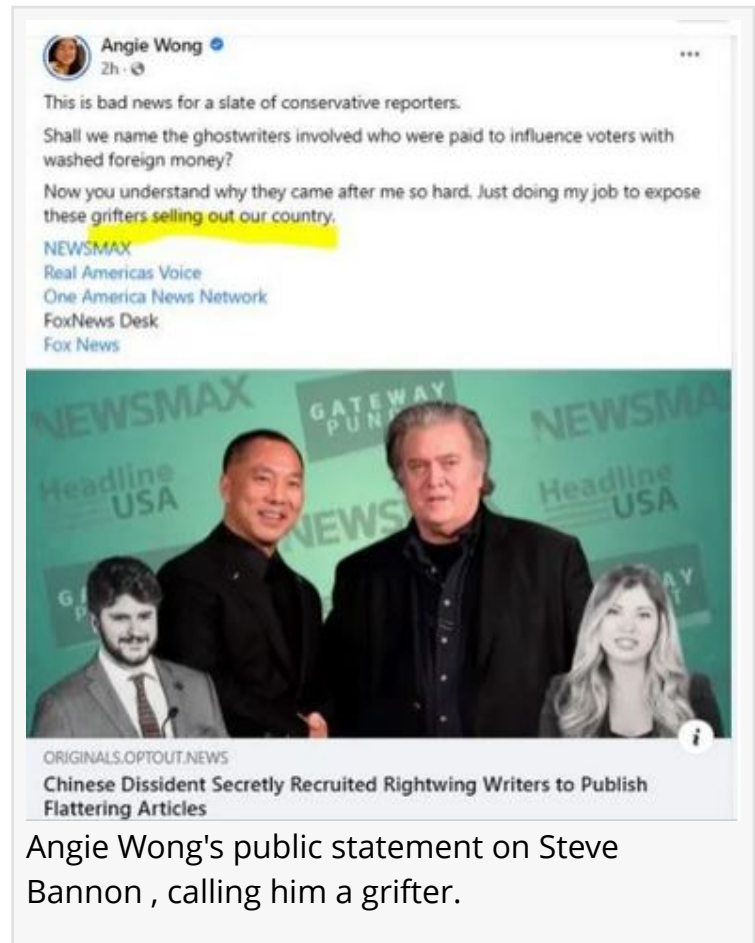 Angie Wong
2h ·
This is bad news for a slate of conservative reporters.
Shall we name the ghostwriters involved who were paid to influence voters with
washed foreign money?
Now you understand why they came after me so hard. Just doing my job to expose
these grifters selling out our country.
NEWSMAX
Real Americas Voice
One America News Network
FoxNews Desk
Fox News
NEWSMAX
GATEWAY
PUN
NEWSMA
Headline
USA
NEWS
Headline
USA
G
P
AY
T
ORIGINALS.OPTOUT.NEWS
Chinese Dissident Secretly Recruited Rightwing Writers to Publish
Flattering Articles
Angie Wong's public statement on Steve
Bannon , calling him a grifter.